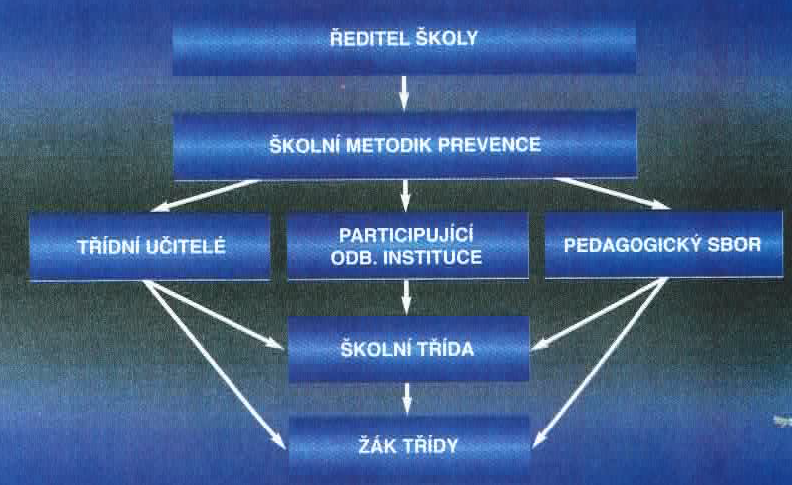 ŘEDITEL ŠKOLY
ŠKOLNÍ METODIK PREVENCE
TŘÍDNÍ UČITELÉ
PARTICIPUJÍCÍ
ODB. INSTITUCE
PEDAGOGICKÝ SBOR
ŠKOLNÍ TŘÍDA
ŽÁK TŘÍDY